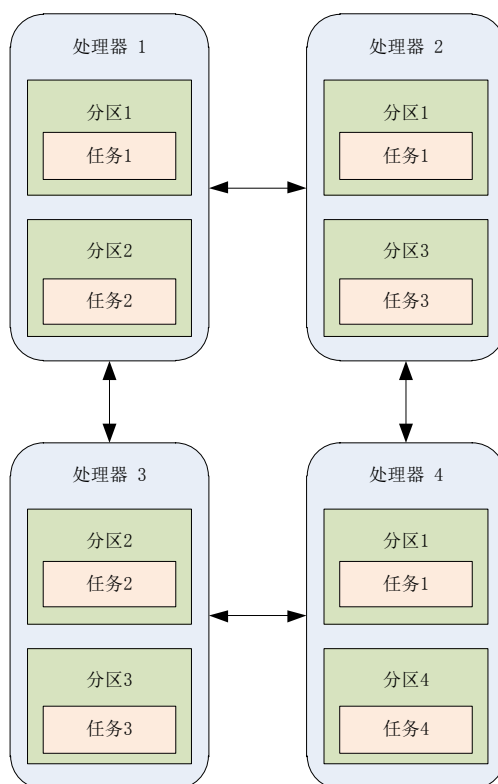 处理器 1
分区1
任务1
分区2
任务2
处理器 2
分区1
任务1
分区3
任务3
处理器 3
分区2
任务2
分区3
任务3
处理器 4
分区1
任务1
分区4
任务4